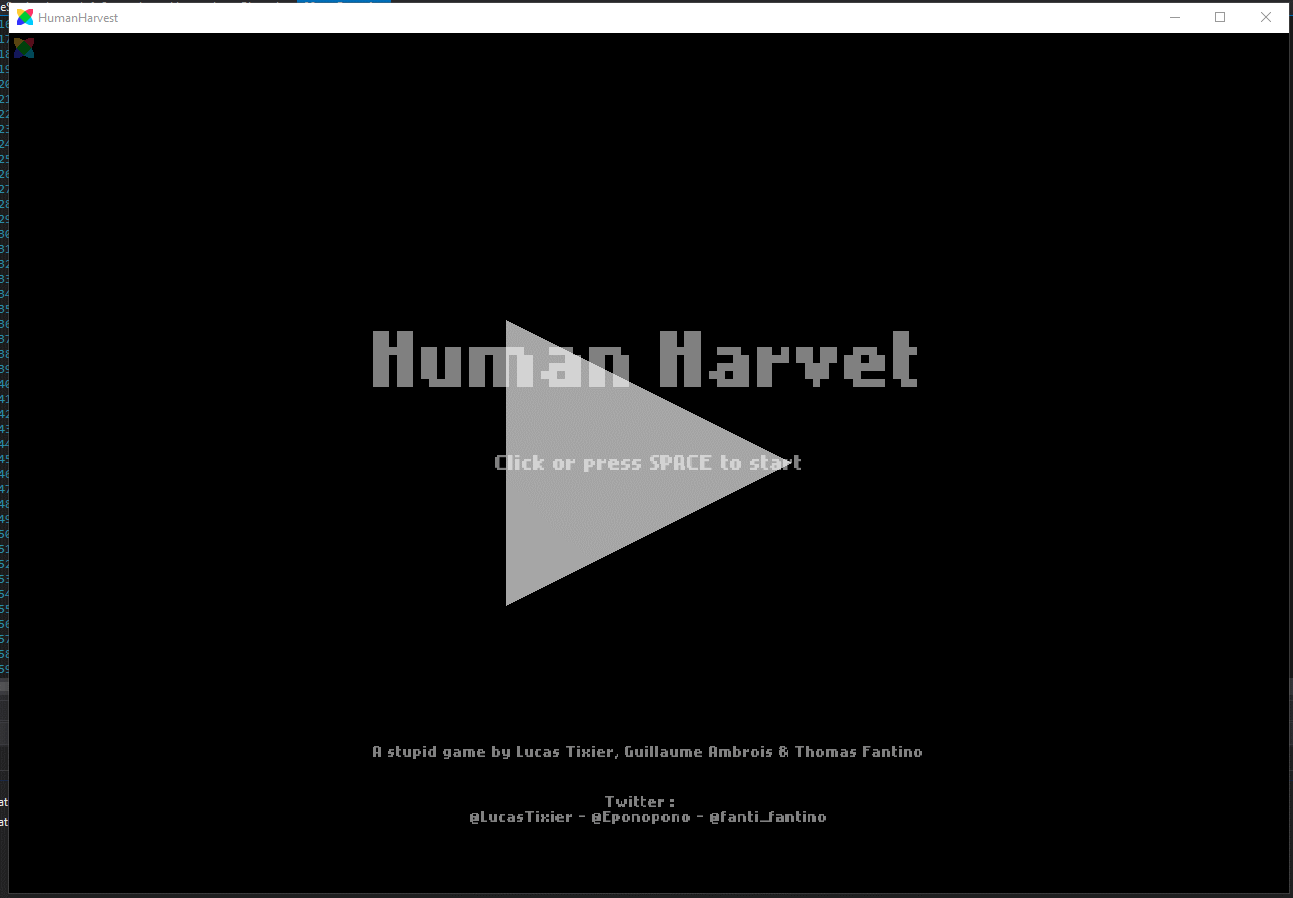 HumanHarvest
Human Harvet
Click or press SPACE to start
A stupid game by Lucas Tixier, Guillaume Ambrois & Thomas Fantino
Twitter :
@LucasTixier - @Eponopono - @fanti_fantino